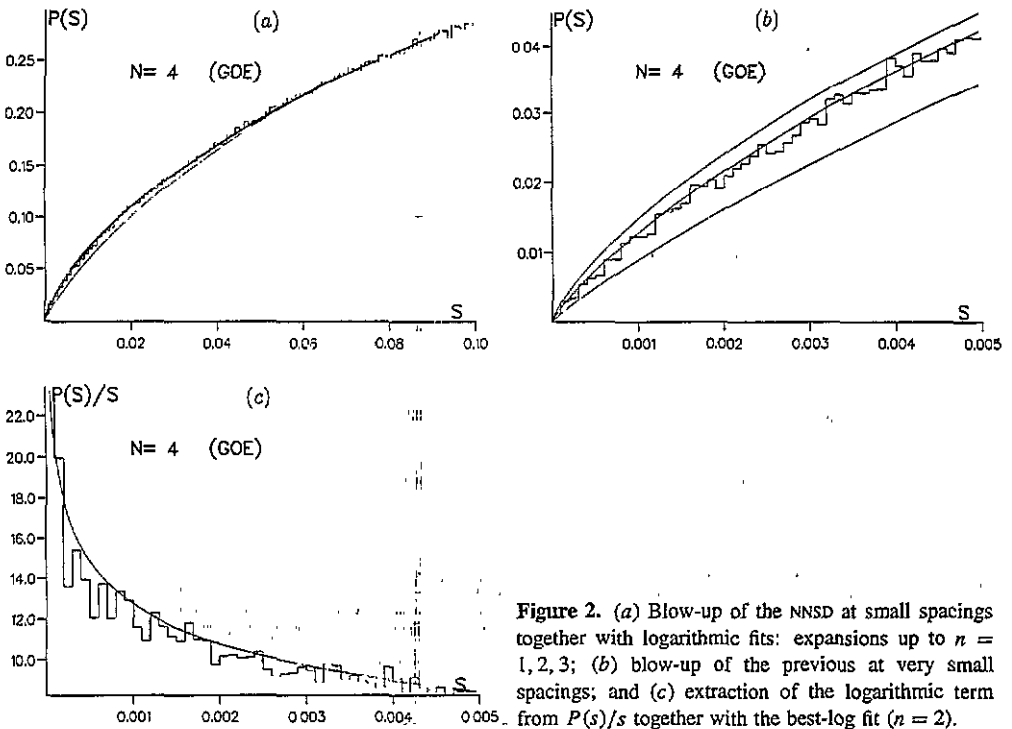 P(S)
(a)
N= 4 (GOE)
0.25
0.20
0.15
0.10
0.05
S
0.02
0.04
0.06
0.08
0.10
P(S)
(b)
N= 4 (GOE)
0.04
0.03
0.02
0.01
S
0.001
0.002
0.003
0.004
0.005
P(S)/S
(c)
N= 4 (GOE)
22.0
20.0
18.0
16.0
14.0
12.0
10.0
S
0.001
0.002
0.003
0.004
0.005
Figure 2. (a) Blow-up of the NNSD at small spacings
together with logarithmic fits: expansions up to n =
1, 2, 3; (b) blow-up of the previous at very small
spacings; and (c) extraction of the logarithmic term
from P(s)/s together with the best-log fit (n = 2).